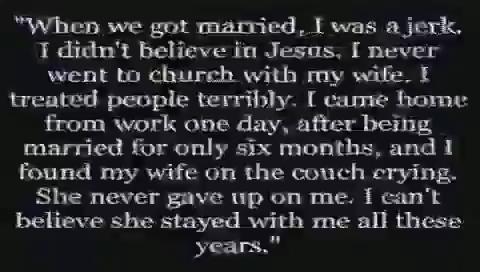 "When we got married, I was a jerk.
I didn't believe in Jesus. I never
went to church with my wife. I
treated people terribly. I came home
from work one day, after being
married for only six months, and I
found my wife on the couch crying.
She never gave up on me. I can't
believe she stayed with me all these
years."